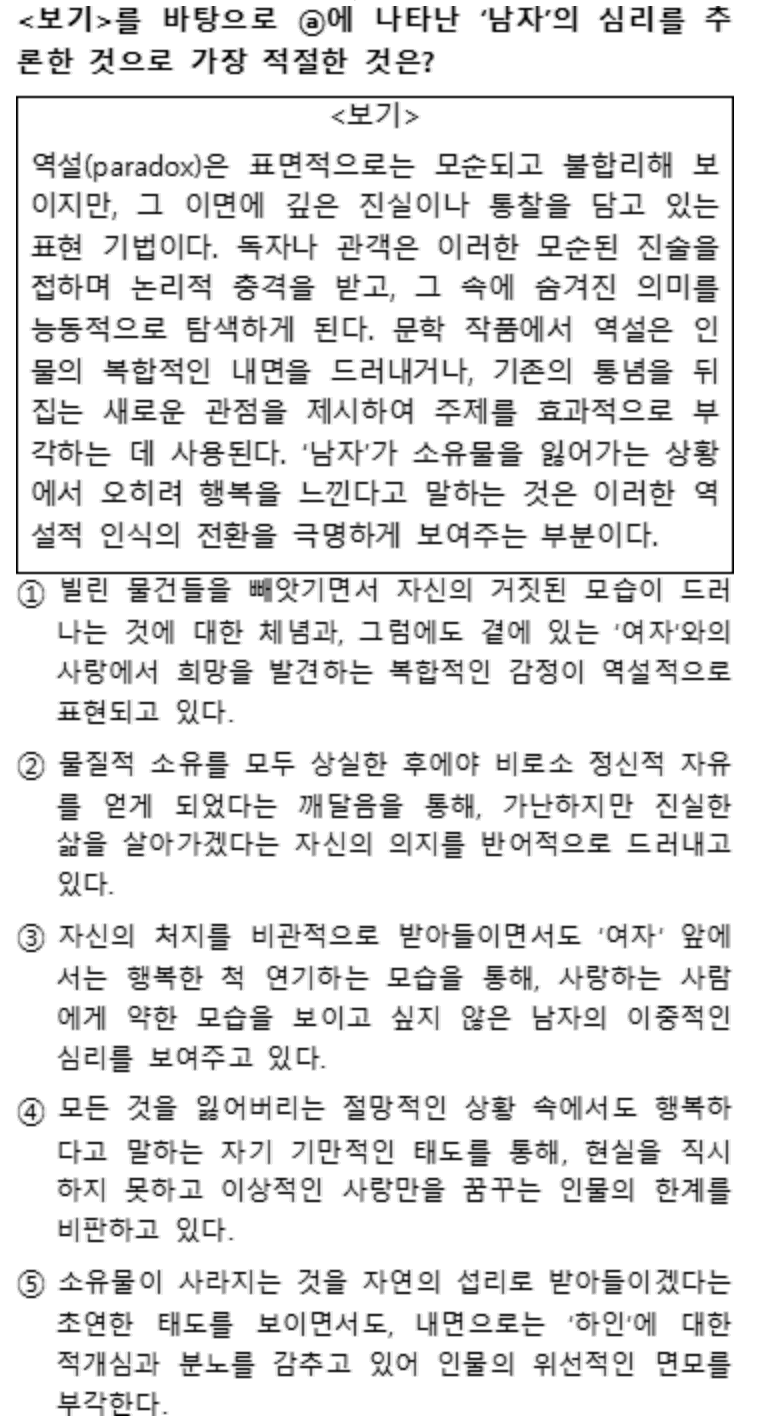 <보기>를 바탕으로 ⓐ에 나타난 '남자'의 심리를 추
론한 것으로 가장 적절한 것은?
<보기>
역설(paradox)은 표면적으로는 모순되고 불합리해 보
이지만, 그 이면에 깊은 진실이나 통찰을 담고 있는
표현 기법이다. 독자나 관객은 이러한 모순된 진술을
접하며 논리적 충격을 받고, 그 속에 숨겨진 의미를
능동적으로 탐색하게 된다. 문학 작품에서 역설은 인
물의 복합적인 내면을 드러내거나, 기존의 통념을 뒤
집는 새로운 관점을 제시하여 주제를 효과적으로 부
각하는 데 사용된다. '남자'가 소유물을 잃어가는 상황
에서 오히려 행복을 느낀다고 말하는 것은 이러한 역
설적 인식의 전환을 극명하게 보여주는 부분이다.
① 빌린 물건들을 빼앗기면서 자신의 거짓된 모습이 드러
나는 것에 대한 체념과, 그럼에도 곁에 있는 '여자'와의
사랑에서 희망을 발견하는 복합적인 감정이 역설적으로
표현되고 있다.
② 물질적 소유를 모두 상실한 후에야 비로소 정신적 자유
를 얻게 되었다는 깨달음을 통해, 가난하지만 진실한
삶을 살아가겠다는 자신의 의지를 반어적으로 드러내고
있다.
③ 자신의 처지를 비관적으로 받아들이면서도 '여자' 앞에
서는 행복한 척 연기하는 모습을 통해, 사랑하는 사람
에게 약한 모습을 보이고 싶지 않은 남자의 이중적인
심리를 보여주고 있다.
④ 모든 것을 잃어버리는 절망적인 상황 속에서도 행복하
다고 말하는 자기 기만적인 태도를 통해, 현실을 직시
하지 못하고 이상적인 사랑만을 꿈꾸는 인물의 한계를
비판하고 있다.
⑤ 소유물이 사라지는 것을 자연의 섭리로 받아들이겠다는
초연한 태도를 보이면서도, 내면으로는 '하인'에 대한
적개심과 분노를 감추고 있어 인물의 위선적인 면모를
부각한다.